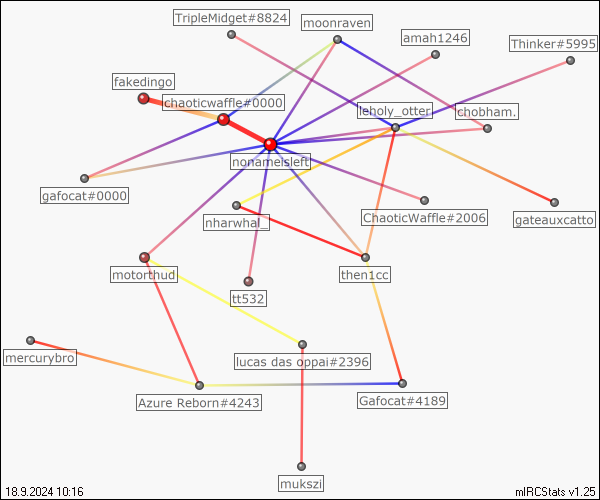 TripleMidget#8824
moonraven
amah1246
Thinker#5995
fakedingo
chaoticwaffle#0000
leholy_otter
chobham.
nonameisleft
gafocat#0000
nharwhal_
ChaoticWaffle#2006
gateauxcatto
motorthud
tt532
then1cc
mercurybro
lucas das oppai#2396
Azure Reborn#4243
Gafocat#4189
mukszi
18.9.2024 10:16
mIRCStats v1.25